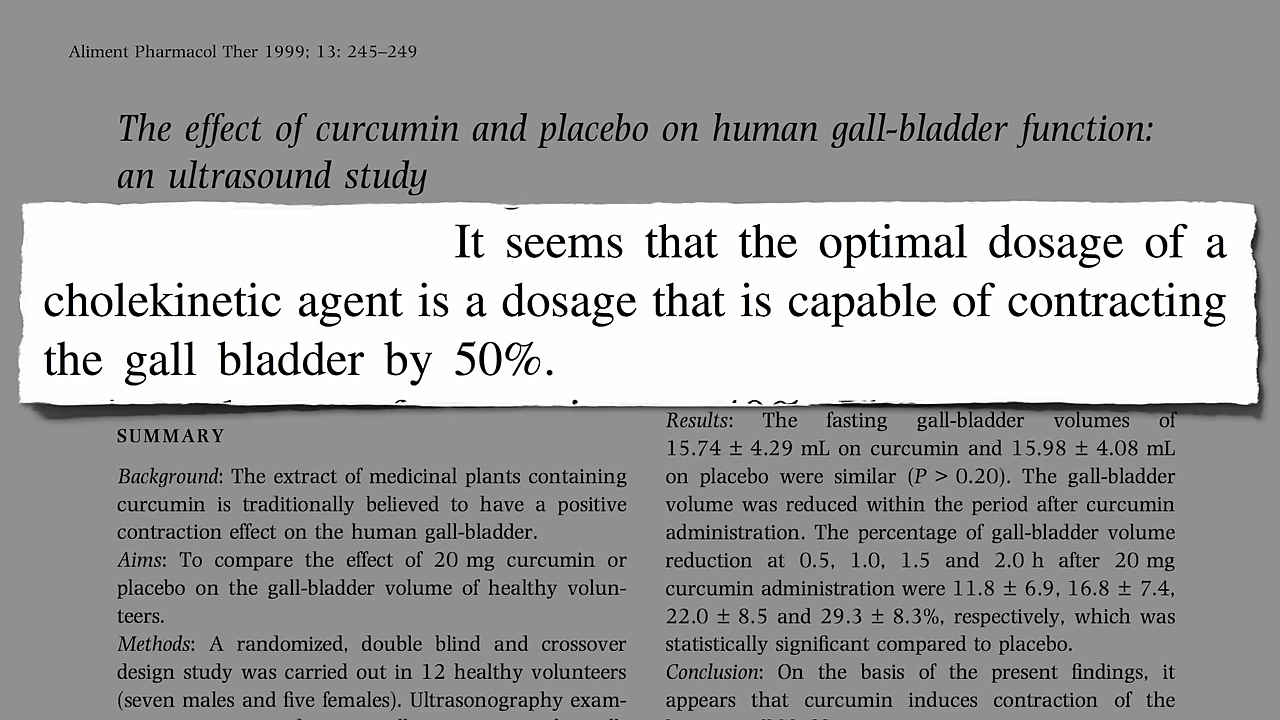 Aliment Pharmacol Ther 1999; 13: 245–249
The effect of curcumin and placebo on human gall-bladder function:
an ultrasound study
It seems that the optimal dosage of a
cholekinetic agent is a dosage that is capable of contracting
the gall bladder by 50%.
SUMMARY
Background: The extract of medicinal plants containing
curcumin is traditionally believed to have a positive
contraction effect on the human gall-bladder.
Aims: To compare the effect of 20 mg curcumin or
placebo on the gall-bladder volume of healthy volun-
teers.
Methods: A randomized, double blind and crossover
design study was carried out in 12 healthy volunteers
(seven males and five females). Ultrasonography exam-
Results: The fasting gall-bladder volumes of
15.74 ± 4.29 mL on curcumin and 15.98 ± 4.08 mL
on placebo were similar (P > 0.20). The gall-bladder
volume was reduced within the period after curcumin
administration. The percentage of gall-bladder volume
reduction at 0.5, 1.0, 1.5 and 2.0 h after 20 mg
curcumin administration were 11.8 ± 6.9, 16.8 ± 7.4,
22.0 ± 8.5 and 29.3 ± 8.3%, respectively, which was
statistically significant compared to placebo.
Conclusion: On the basis of the present findings, it
appears that curcumin induces contraction of the